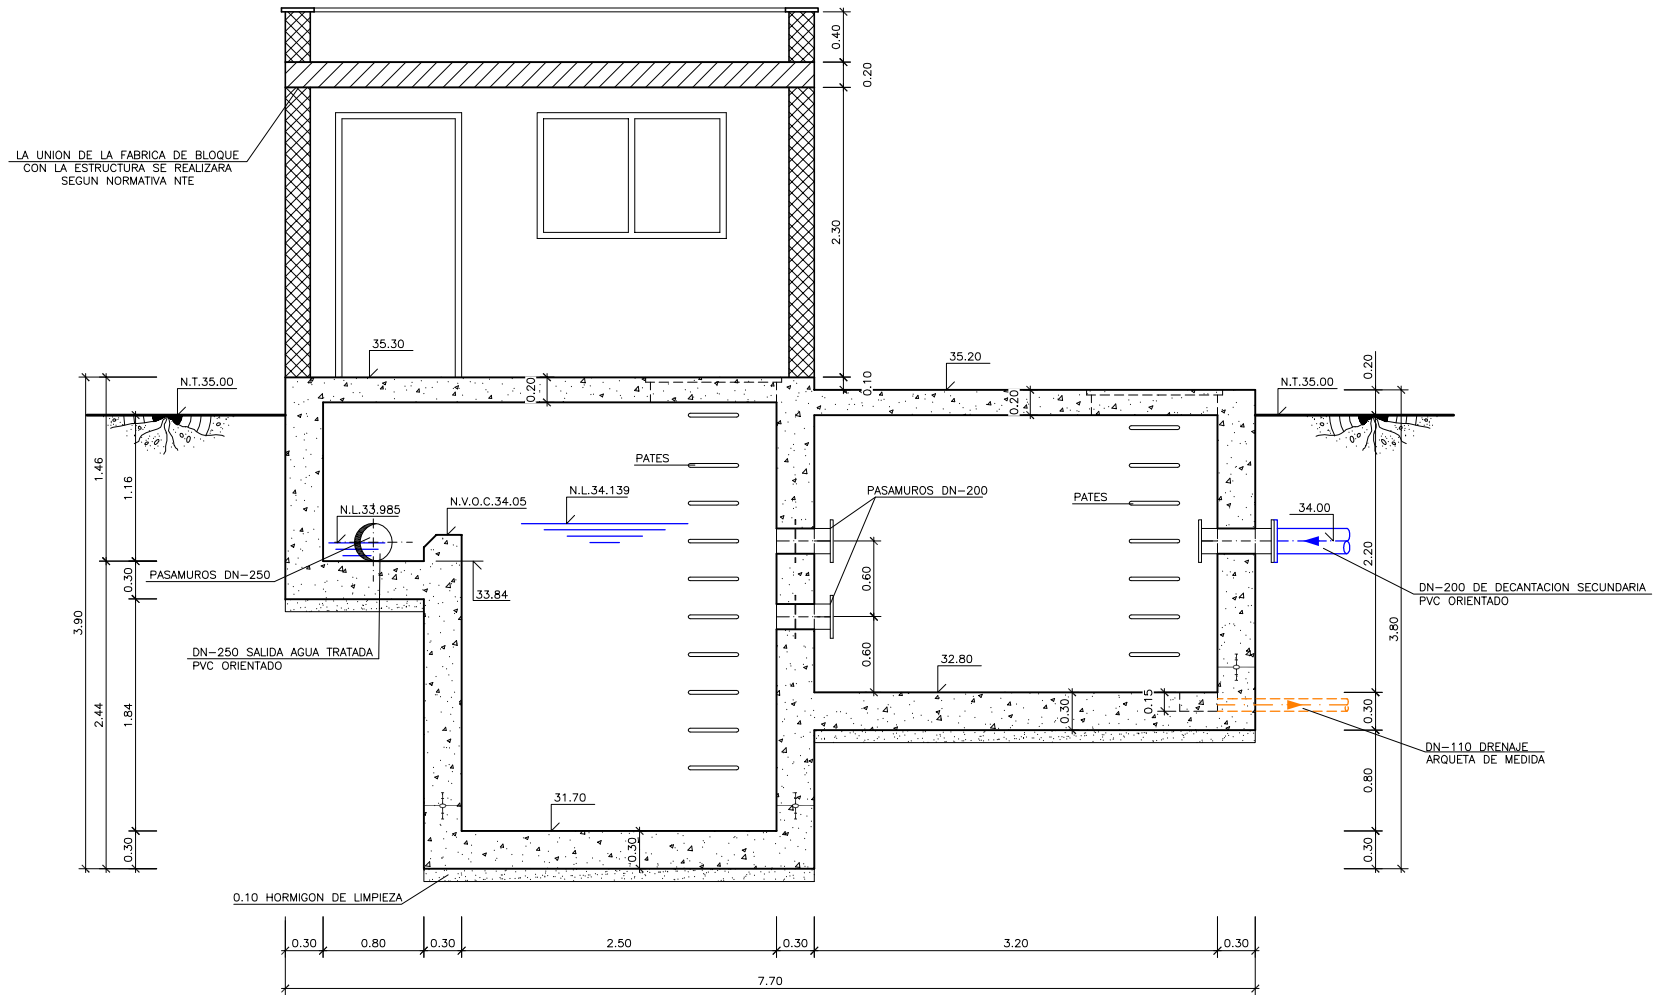 0.40
0.20
LA UNION DE LA FABRICA DE BLOQUE
CON LA ESTRUCTURA SE REALIZARA
SEGUN NORMATIVA NTE
2.30
35.30
35.20
0.20
N.T.35.00
0.20
0.10
0.20
N.T.35.00
1.46
1.16
PATES
N.L.34.139
N.V.O.C.34.05
N.L.33.985
PASAMUROS DN-200
PATES
34.00
2.20
PASAMUROS DN-250
0.30
33.84
0.60
DN-200 DE DECANTACION SECUNDARIA
PVC ORIENTADO
3.90
3.80
DN-250 SALIDA AGUA TRATADA
PVC ORIENTADO
0.60
32.80
2.44
1.84
0.30
0.15
0.30
DN-110 DRENAJE
ARQUETA DE MEDIDA
0.80
31.70
0.30
0.30
0.30
0.10 HORMIGON DE LIMPIEZA
0.30
0.80
0.30
2.50
0.30
3.20
0.30
7.70